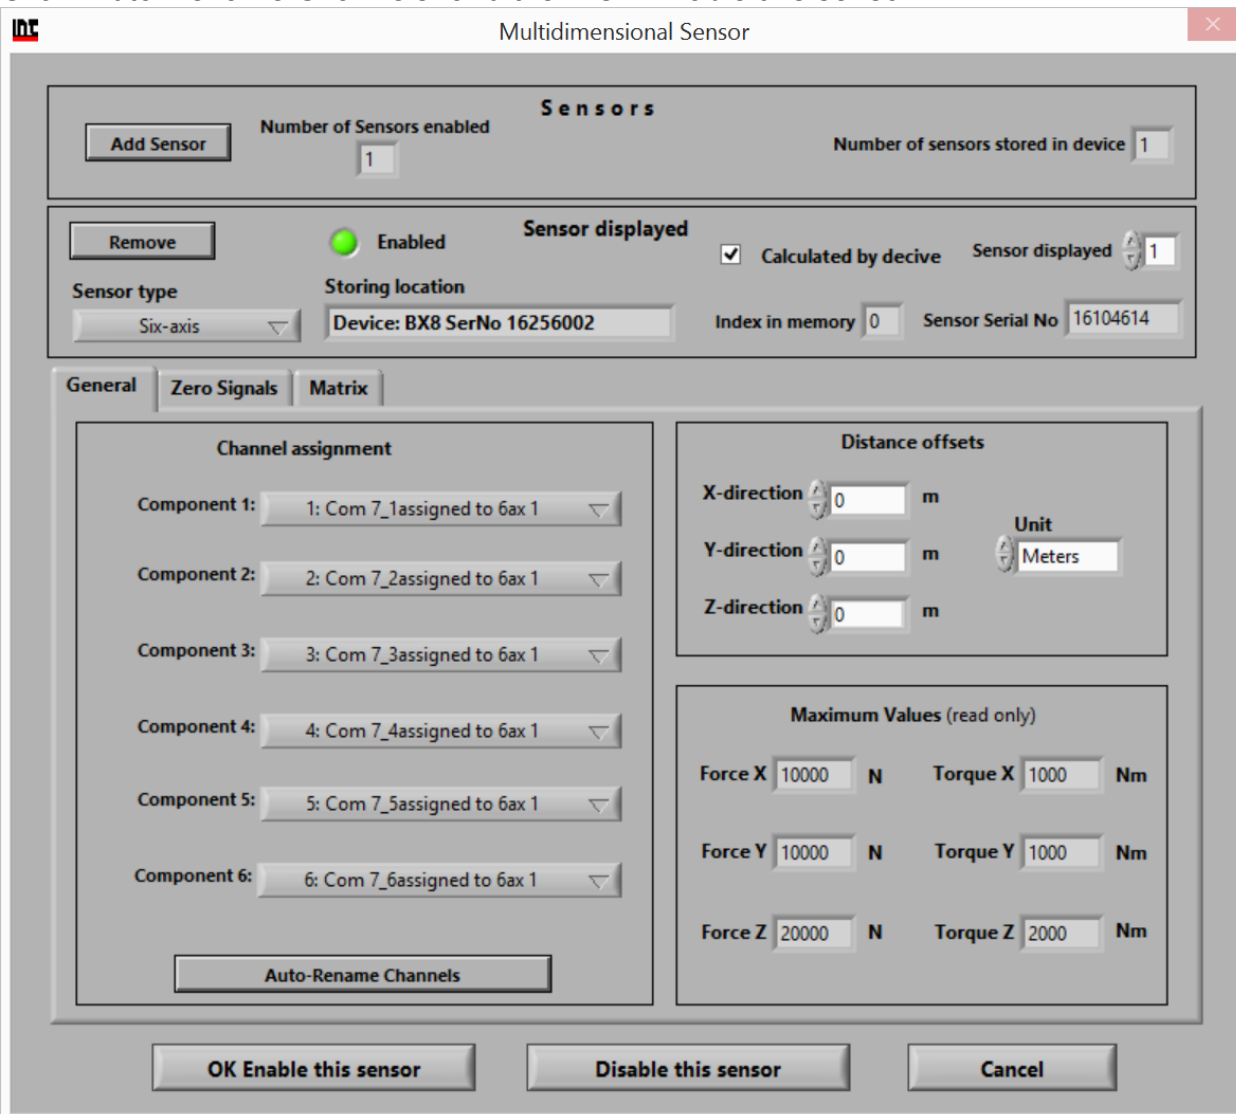 Multidimensional Sensor
Sensors
Add Sensor
Number of Sensors enabled
1
Number of sensors stored in device 1
Remove
Enabled
Sensor displayed
Calculated by decive
Sensor displayed 1
Sensor type
Six-axis
Storing location
Device: BX8 SerNo 16256002
Index in memory 0
Sensor Serial No 16104614
General
Zero Signals
Matrix
Channel assignment
Component 1: 1: Com 7_1assigned to 6ax 1
Component 2: 2: Com 7_2assigned to 6ax 1
Component 3: 3: Com 7_3assigned to 6ax 1
Component 4: 4: Com 7_4assigned to 6ax 1
Component 5: 5: Com 7_5assigned to 6ax 1
Component 6: 6: Com 7_6assigned to 6ax 1
Auto-Rename Channels
Distance offsets
X-direction 0 m
Y-direction 0 m
Z-direction 0 m
Unit
Meters
Maximum Values (read only)
Force X 10000 N Torque X 1000 Nm
Force Y 10000 N Torque Y 1000 Nm
Force Z 20000 N Torque Z 2000 Nm
OK Enable this sensor
Disable this sensor
Cancel